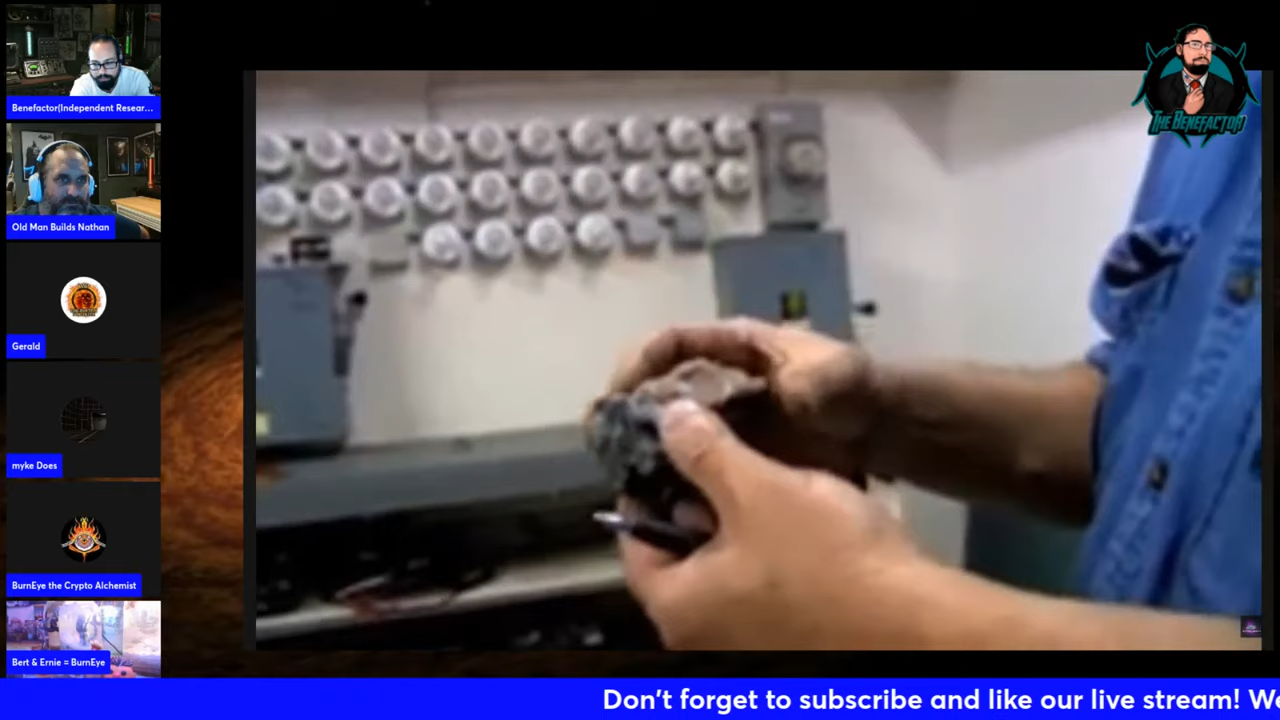 THE BENEFACTOR
Benefactor(Independent Resear...
Old Man Builds Nathan
Gerald
myke Does
BurnEye the Crypto Alchemist
Bert & Ernie = BurnEye
Don't forget to subscribe and like our live stream! We